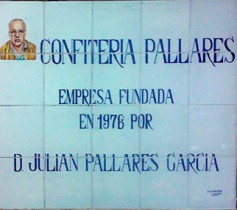 CONFITERIA PALLARES
EMPRESA FUNDADA
EN 1976 POR
D. JULIAN PALLARES GARCIA